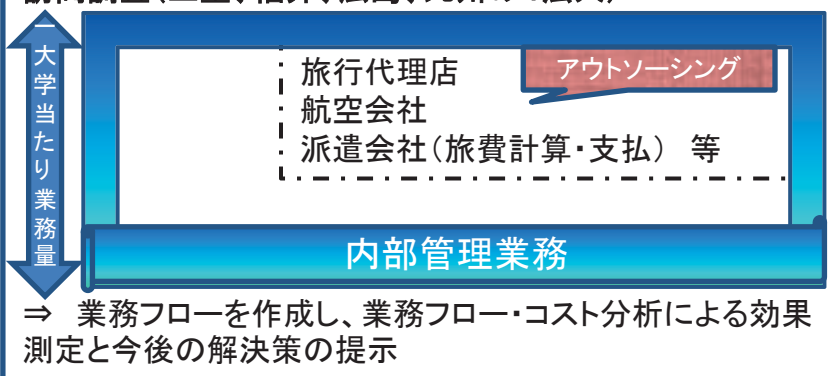 一大学当たり業務量
旅行代理店
アウトソーシング
航空会社
派遣会社(旅費計算・支払) 等
内部管理業務
⇒ 業務フローを作成し、業務フロー・コスト分析による効果
測定と今後の解決策の提示